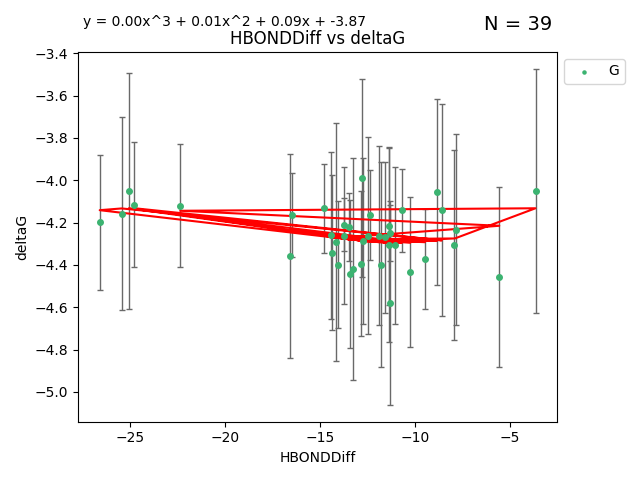 y = 0.00x^3 + 0.01x^2 + 0.09x + -3.87
N = 39
HBONDDiff vs deltaG
G
deltaG
−3.4
−3.6
−3.8
−4.0
−4.2
−4.4
−4.6
−4.8
−5.0
−25
−20
−15
−10
−5
HBONDDiff